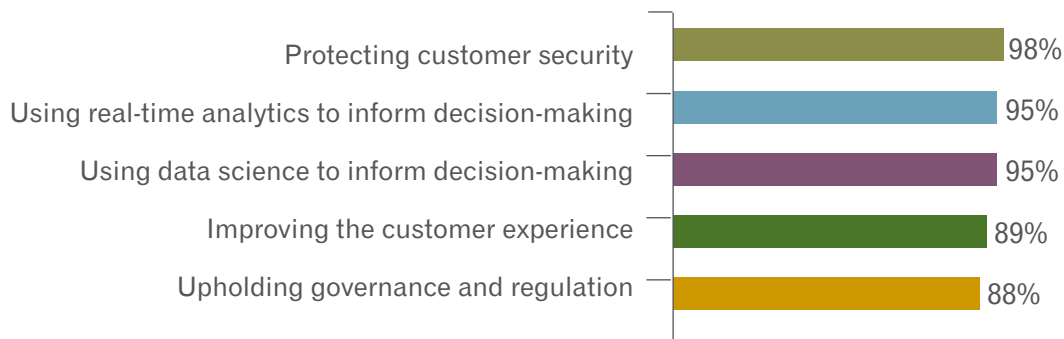 Protecting customer security 98%
Using real-time analytics to inform decision-making 95%
Using data science to inform decision-making 95%
Improving the customer experience 89%
Upholding governance and regulation 88%